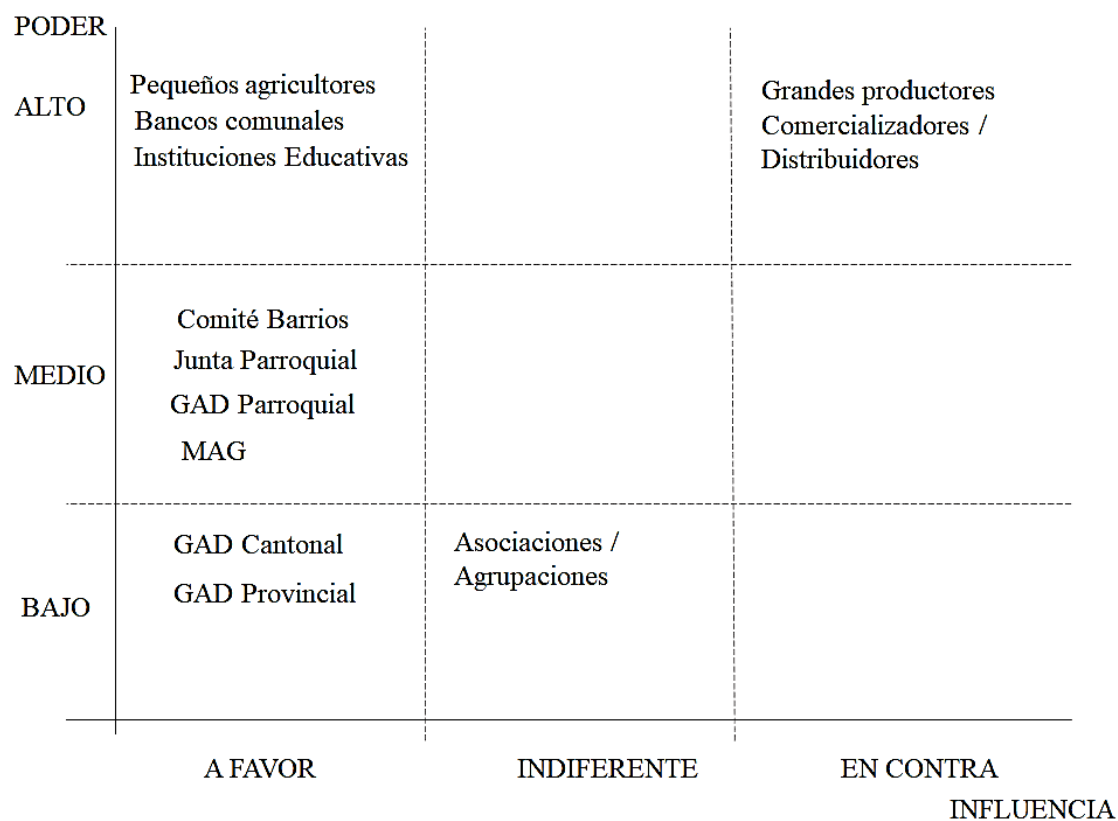 PODER
ALTO
Pequeños agricultores
Bancos comunales
Instituciones Educativas
Grandes productores
Comercializadores /
Distribuidores
MEDIO
Comité Barrios
Junta Parroquial
GAD Parroquial
MAG
BAJO
GAD Cantonal
GAD Provincial
Asociaciones /
Agrupaciones
A FAVOR
INDIFERENTE
EN CONTRA
INFLUENCIA